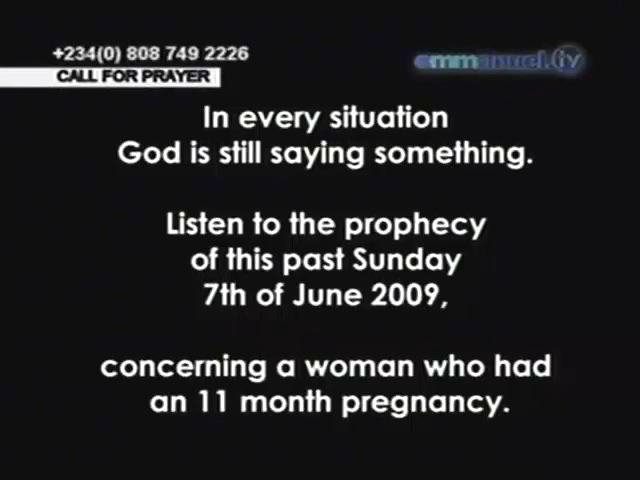 +234(0) 808 749 2226
CALL FOR PRAYER
emmanuel.tv
In every situation
God is still saying something.
Listen to the prophecy
of this past Sunday
7th of June 2009,
concerning a woman who had
an 11 month pregnancy.